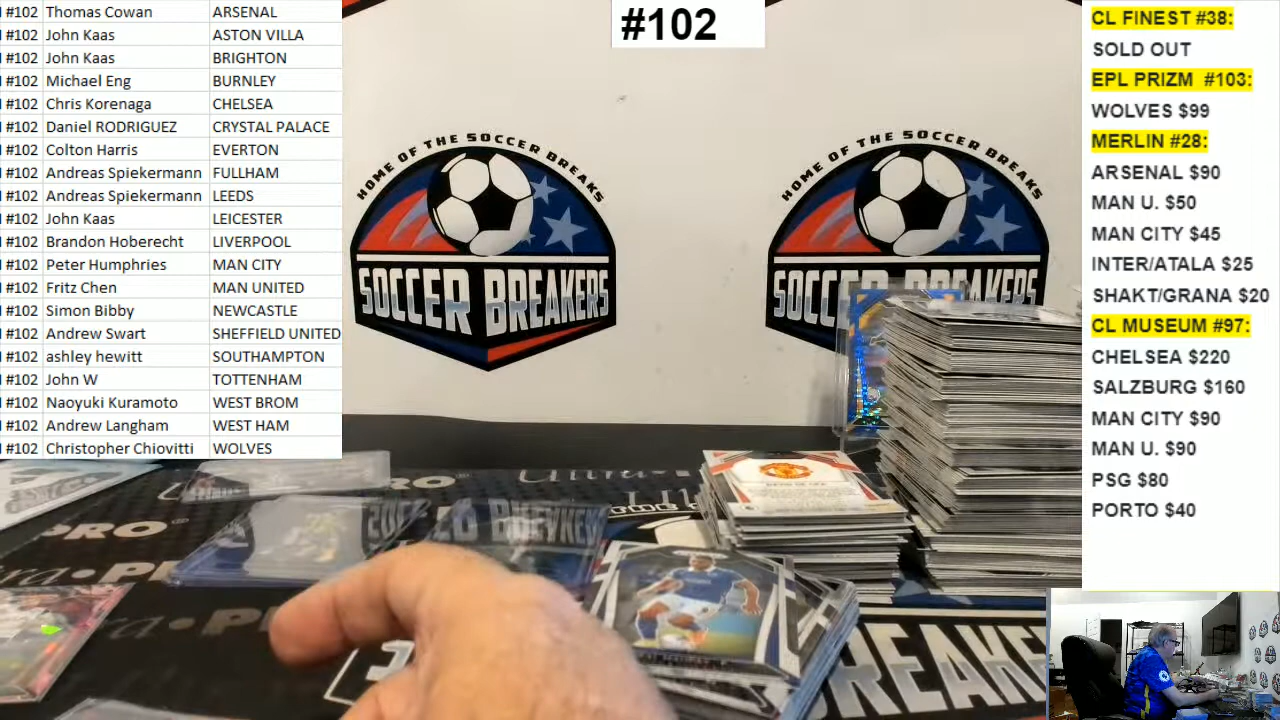 #102 Thomas Cowan ARSENAL
#102 John Kaas ASTON VILLA
#102 John Kaas BRIGHTON
#102 Michael Eng BURNLEY
#102 Chris Korenaga CHELSEA
#102 Daniel RODRIGUEZ CRYSTAL PALACE
#102 Colton Harris EVERTON
#102 Andreas Spiekermann FULLHAM
#102 Andreas Spiekermann LEEDS
#102 John Kaas LEICESTER
#102 Brandon Hoberecht LIVERPOOL
#102 Peter Humphries MAN CITY
#102 Fritz Chen MAN UNITED
#102 Simon Bibby NEWCASTLE
#102 Andrew Swart SHEFFIELD UNITED
#102 ashley hewitt SOUTHAMPTON
#102 John W TOTTENHAM
#102 Naoyuki Kuramoto WEST BROM
#102 Andrew Langham WEST HAM
#102 Christopher Chiovitti WOLVES
#102
HOME OF THE SOCCER BREAKS
SOCCER BREAKERS
HOME OF THE SOCCER BREAKS
SOCCER BREAKERS
CL FINEST #38:
SOLD OUT
EPL PRIZM #103:
WOLVES $99
MERLIN #28:
ARSENAL $90
MAN U. $50
MAN CITY $45
INTER/ATALA $25
SHAKT/GRANA $20
CL MUSEUM #97:
CHELSEA $220
SALZBURG $160
MAN CITY $90
MAN U. $90
PSG $80
PORTO $40
PRO
PRO
BREAKE